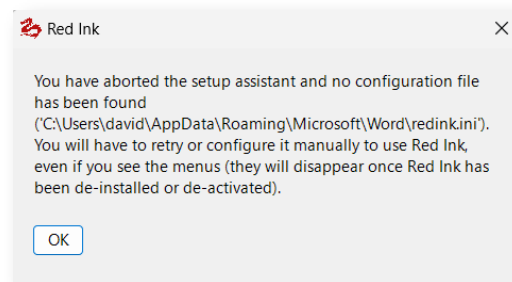 Red Ink
You have aborted the setup assistant and no configuration file
has been found
('C:\Users\david\AppData\Roaming\Microsoft\Word\redink.ini').
You will have to retry or configure it manually to use Red Ink,
even if you see the menus (they will disappear once Red Ink has
been de-installed or de-activated).
OK